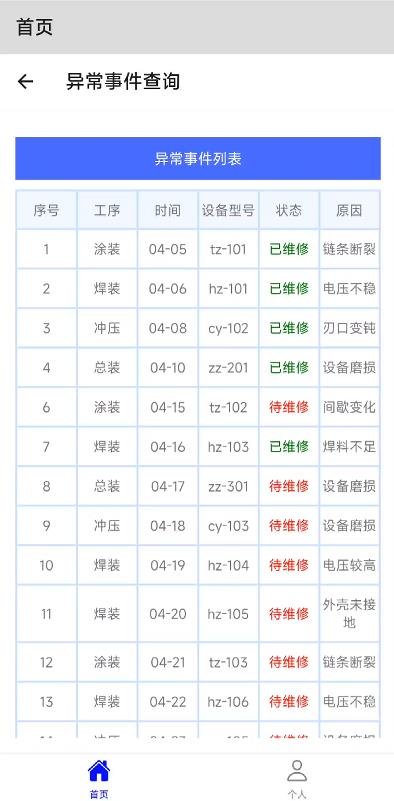 首页
异常事件查询
异常事件列表
序号 工序 时间 设备型号 状态 原因
1 涂装 04-05 tz-101 已维修 链条断裂
2 焊装 04-06 hz-101 已维修 电压不稳
3 冲压 04-08 cy-102 已维修 刃口变钝
4 总装 04-10 zz-201 已维修 设备磨损
6 涂装 04-15 tz-102 待维修 间歇变化
7 焊装 04-16 hz-103 已维修 焊料不足
8 总装 04-17 zz-301 待维修 设备磨损
9 冲压 04-18 cy-103 待维修 设备磨损
10 焊装 04-19 hz-104 待维修 电压较高
11 焊装 04-20 hz-105 待维修 外壳未接
地
12 涂装 04-21 tz-103 待维修 链条断裂
13 焊装 04-22 hz-106 待维修 电压不稳
首页 个人